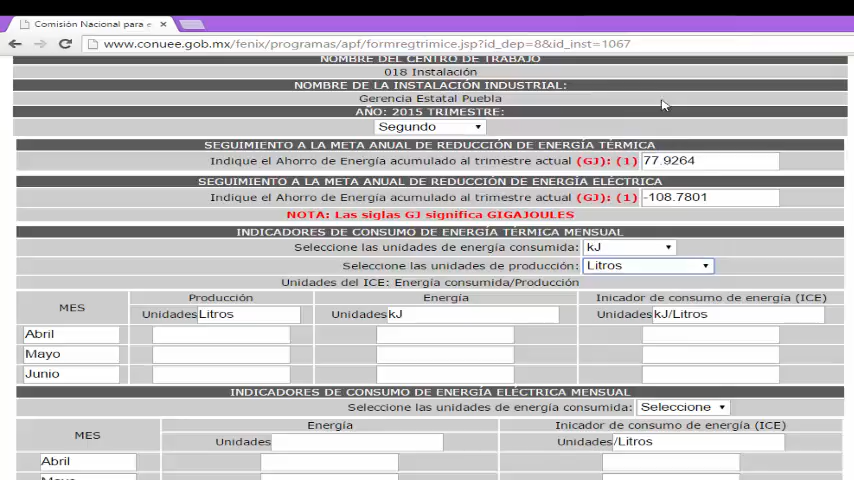 Comisión Nacional para e ×
www.conuee.gob.mx/fenix/programas/apf/formregtrimice.jsp?id_dep=8&id_inst=1067
NOMBRE DEL CENTRO DE TRABAJO
018 Instalación
NOMBRE DE LA INSTALACIÓN INDUSTRIAL:
Gerencia Estatal Puebla
AÑO: 2015 TRIMESTRE:
Segundo
SEGUIMIENTO A LA META ANUAL DE REDUCCIÓN DE ENERGÍA TÉRMICA
Indique el Ahorro de Energía acumulado al trimestre actual (GJ): (1) 77.9264
SEGUIMIENTO A LA META ANUAL DE REDUCCIÓN DE ENERGÍA ELÉCTRICA
Indique el Ahorro de Energía acumulado al trimestre actual (GJ): (1) -108.7801
NOTA: Las siglas GJ significa GIGAJOULES
INDICADORES DE CONSUMO DE ENERGÍA TÉRMICA MENSUAL
Seleccione las unidades de energía consumida: kJ
Seleccione las unidades de producción: Litros
Unidades del ICE: Energía consumida/Producción
MES Producción Energía Inicador de consumo de energía (ICE)
Unidades Litros Unidades kJ Unidades kJ/Litros
Abril
Mayo
Junio
INDICADORES DE CONSUMO DE ENERGÍA ELÉCTRICA MENSUAL
Seleccione las unidades de energía consumida: Seleccione
MES Energía Inicador de consumo de energía (ICE)
Unidades Unidades /Litros
Abril
Mayo